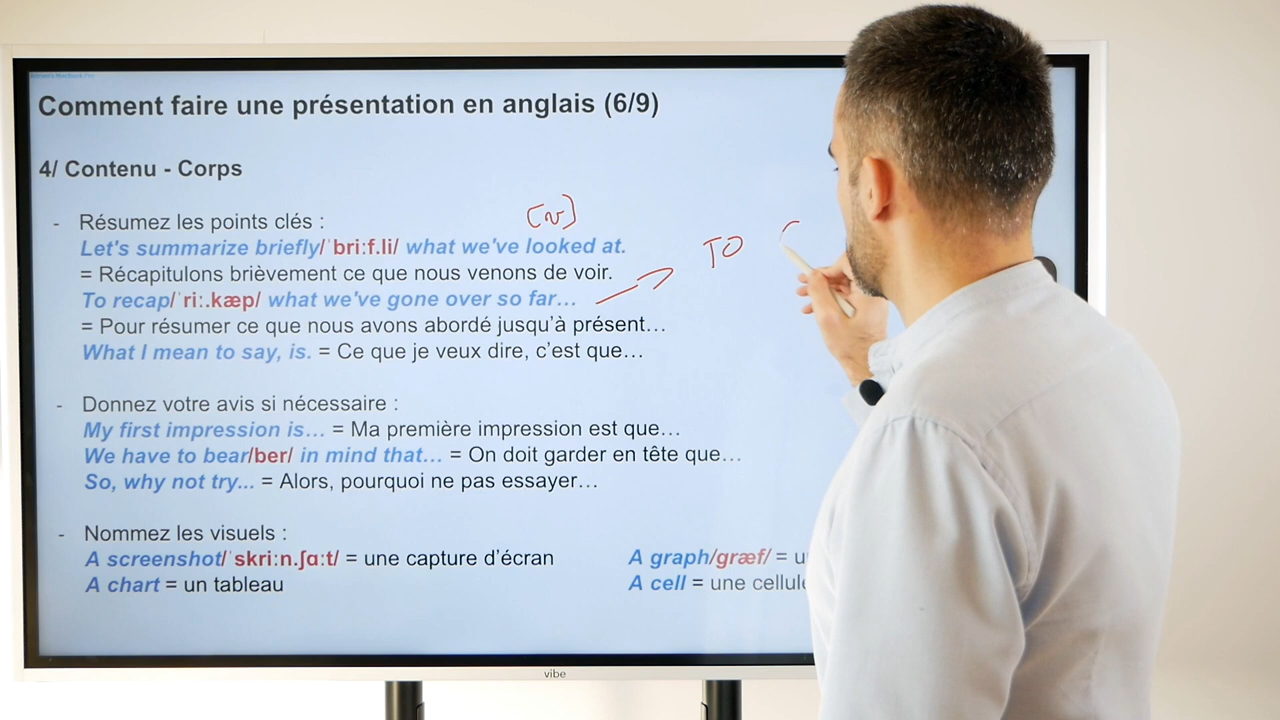 Comment faire une présentation en anglais (6/9)
4/ Contenu - Corps
- Résumez les points clés :
Let's summarize briefly/ˈbriːf.li/ what we've looked at.
= Récapitulons brièvement ce que nous venons de voir.
To recap/ˈriː.kæp/ what we've gone over so far…
TO
= Pour résumer ce que nous avons abordé jusqu'à présent…
What I mean to say, is. = Ce que je veux dire, c'est que…
- Donnez votre avis si nécessaire :
My first impression is… = Ma première impression est que…
We have to bear/ber/ in mind that… = On doit garder en tête que…
So, why not try... = Alors, pourquoi ne pas essayer…
- Nommez les visuels :
A screenshot/ˈskriːn.ʃɑːt/ = une capture d'écran
A graph/græf/ = u
A chart = un tableau
A cell = une cellule
vibe